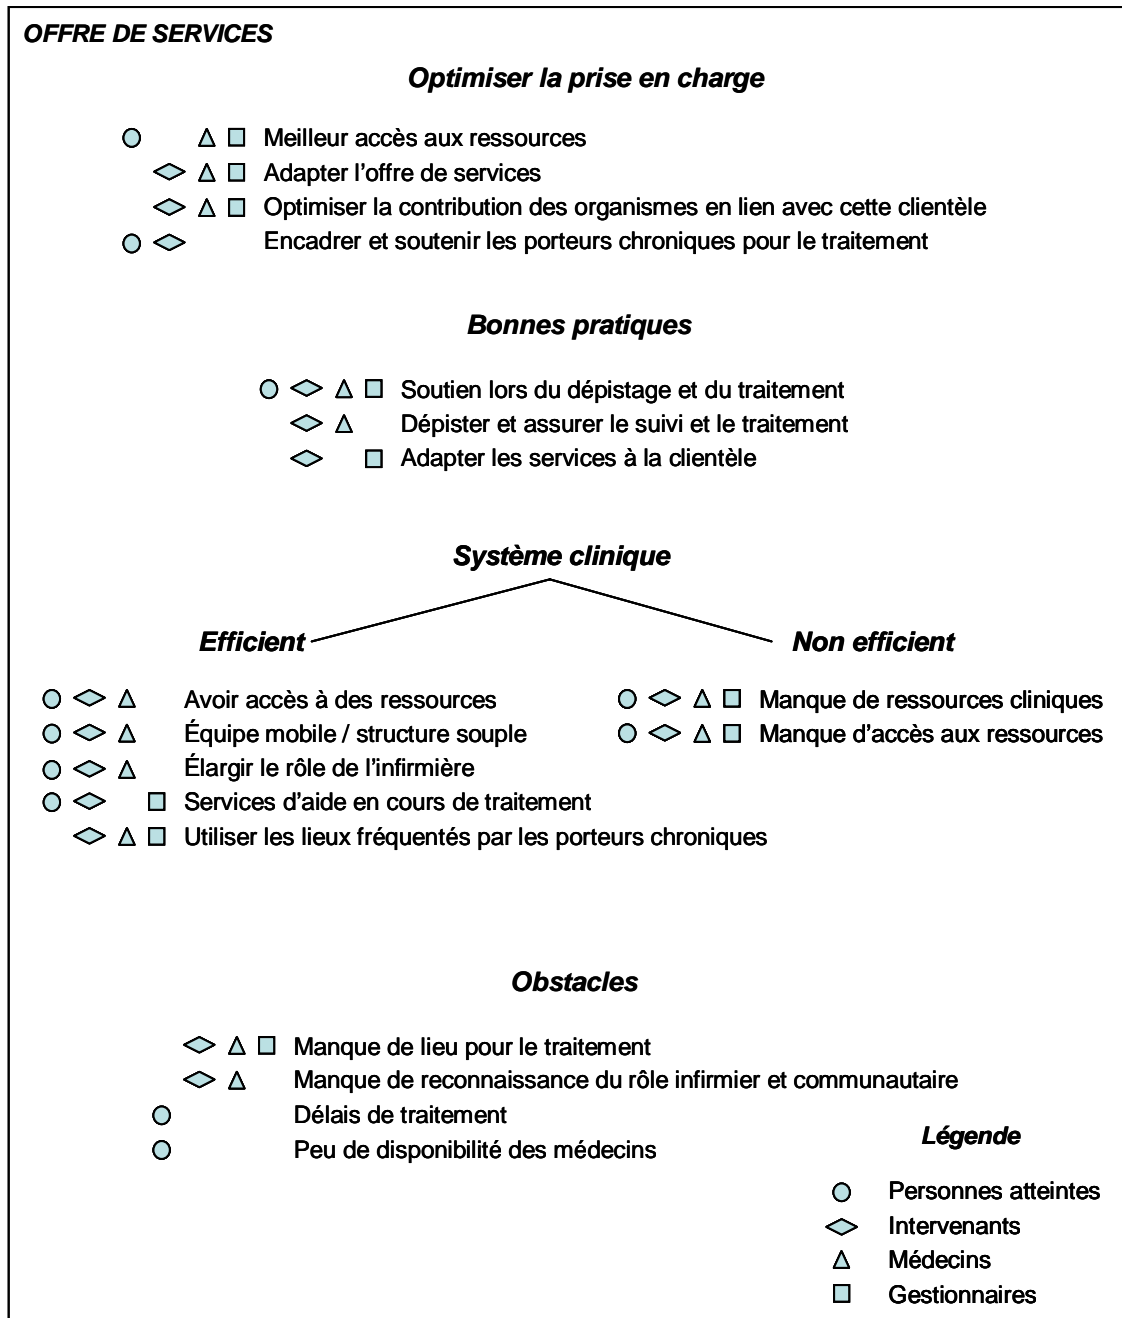 OFFRE DE SERVICES
Optimiser la prise en charge
Meilleur accès aux ressources
Adapter l'offre de services
Optimiser la contribution des organismes en lien avec cette clientèle
Encadrer et soutenir les porteurs chroniques pour le traitement
Bonnes pratiques
Soutien lors du dépistage et du traitement
Dépister et assurer le suivi et le traitement
Adapter les services à la clientèle
Système clinique
Efficient
Avoir accès à des ressources
Équipe mobile / structure souple
Élargir le rôle de l'infirmière
Services d'aide en cours de traitement
Utiliser les lieux fréquentés par les porteurs chroniques
Non efficient
Manque de ressources cliniques
Manque d'accès aux ressources
Obstacles
Manque de lieu pour le traitement
Manque de reconnaissance du rôle infirmier et communautaire
Délais de traitement
Peu de disponibilité des médecins
Légende
Personnes atteintes
Intervenants
Médecins
Gestionnaires